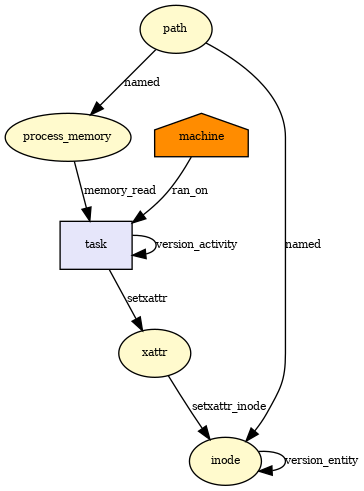 path
named
process_memory
machine
memory_read
ran_on
task
version_activity
named
setxattr
xattr
setxattr_inode
inode
version_entity